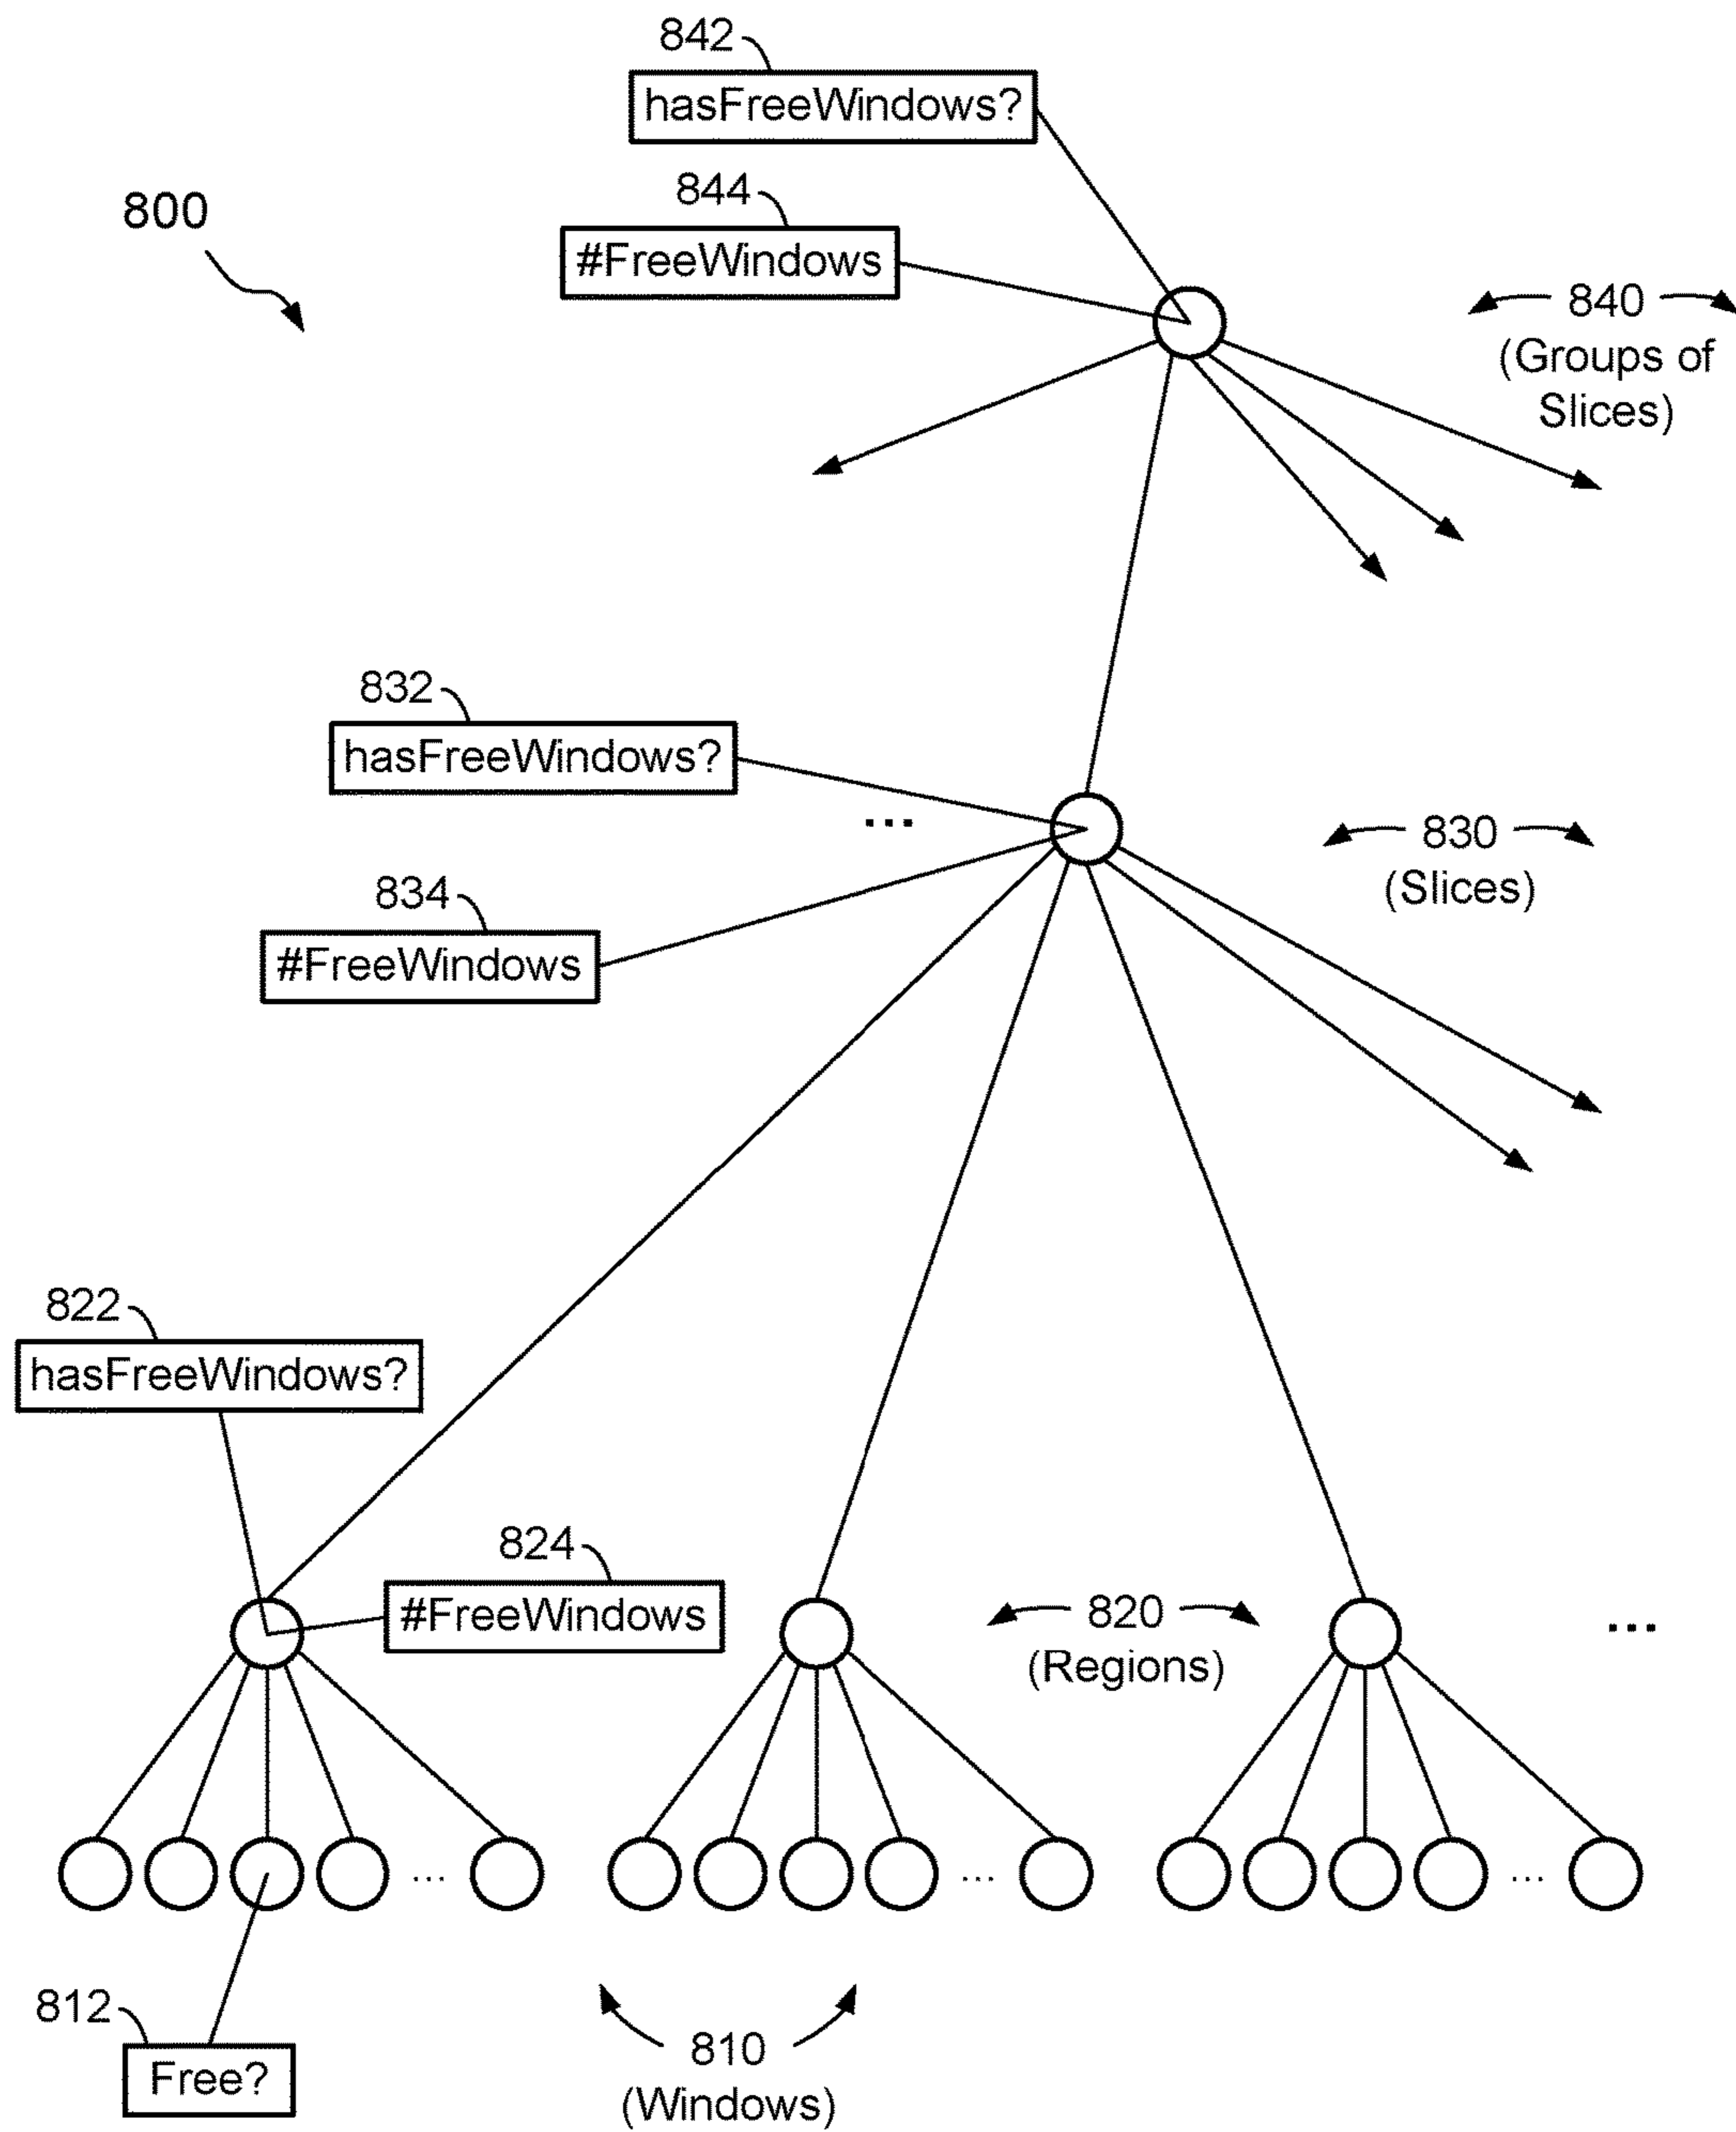 842
hasFreeWindows?
844
800
#FreeWindows
840
(Groups of
Slices)
832
hasFreeWindows?
...
830
(Slices)
834
#FreeWindows
822
hasFreeWindows?
824
#FreeWindows
820
(Regions)
...
... ... ...
812
Free?
810
(Windows)